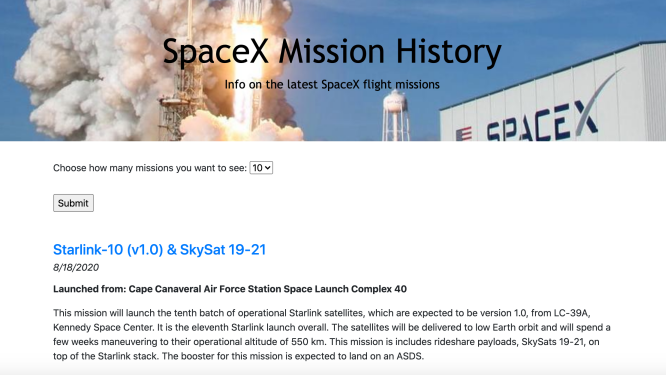 SpaceX Mission History
Info on the latest SpaceX flight missions
SPACEX
Choose how many missions you want to see: 10
Submit
Starlink-10 (v1.0) & SkySat 19-21
8/18/2020
Launched from: Cape Canaveral Air Force Station Space Launch Complex 40
This mission will launch the tenth batch of operational Starlink satellites, which are expected to be version 1.0, from LC-39A,
Kennedy Space Center. It is the eleventh Starlink launch overall. The satellites will be delivered to low Earth orbit and will spend a
few weeks maneuvering to their operational altitude of 550 km. This mission is includes rideshare payloads, SkySats 19-21, on
top of the Starlink stack. The booster for this mission is expected to land on an ASDS.